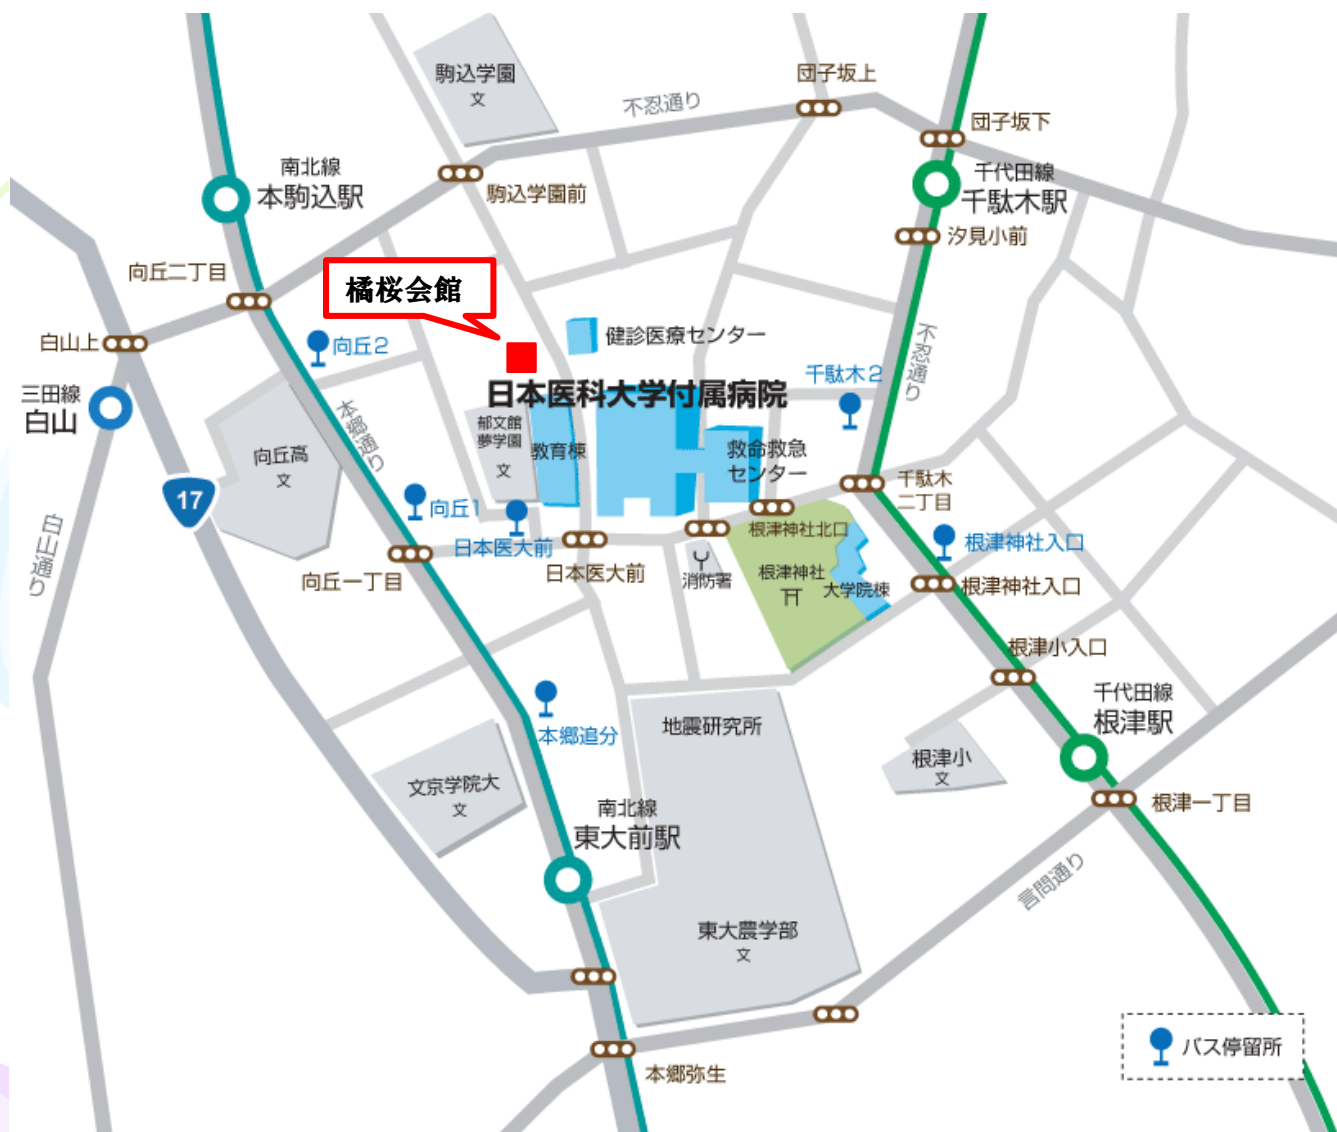 駒込学園
文
団子坂上
不忍通り
団子坂下
南北線
本駒込駅
千代田線
千駄木駅
駒込学園前
汐見小前
向丘二丁目
橘桜会館
白山上
向丘2
健診医療センター
不忍通り
三田線
白山
日本医科大学付属病院
千駄木2
本郷通り
郁文館
夢学園
文
教育棟
救命救急
センター
向丘高
文
17
千駄木
二丁目
向丘1
白山通り
日本医大前
根津神社北口
根津神社入口
向丘一丁目
日本医大前
消防署
根津神社
大学院棟
根津神社入口
根津小入口
千代田線
根津駅
本郷追分
地震研究所
根津小
文
文京学院大
文
南北線
東大前駅
根津一丁目
言問通り
東大農学部
文
バス停留所
本郷弥生